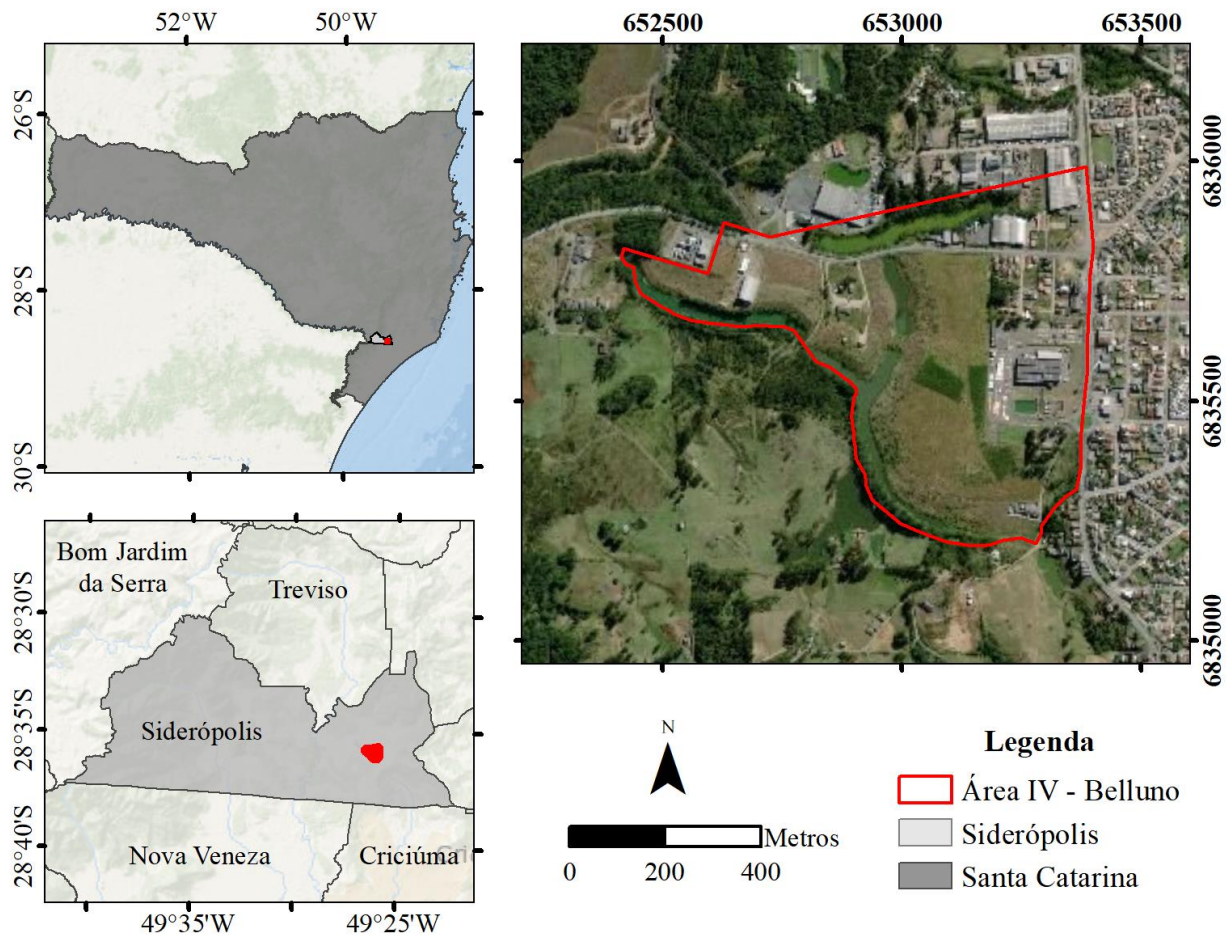 52°W
50°W
26°S
28°S
30°S
652500
653000
653500
6836000
6835500
6835000
Bom Jardim
da Serra
Treviso
Siderópolis
Nova Veneza
Criciúma
28°30'S
28°35'S
28°40'S
49°35'W
49°25'W
N
Metros
0
200
400
Legenda
Área IV - Belluno
Siderópolis
Santa Catarina